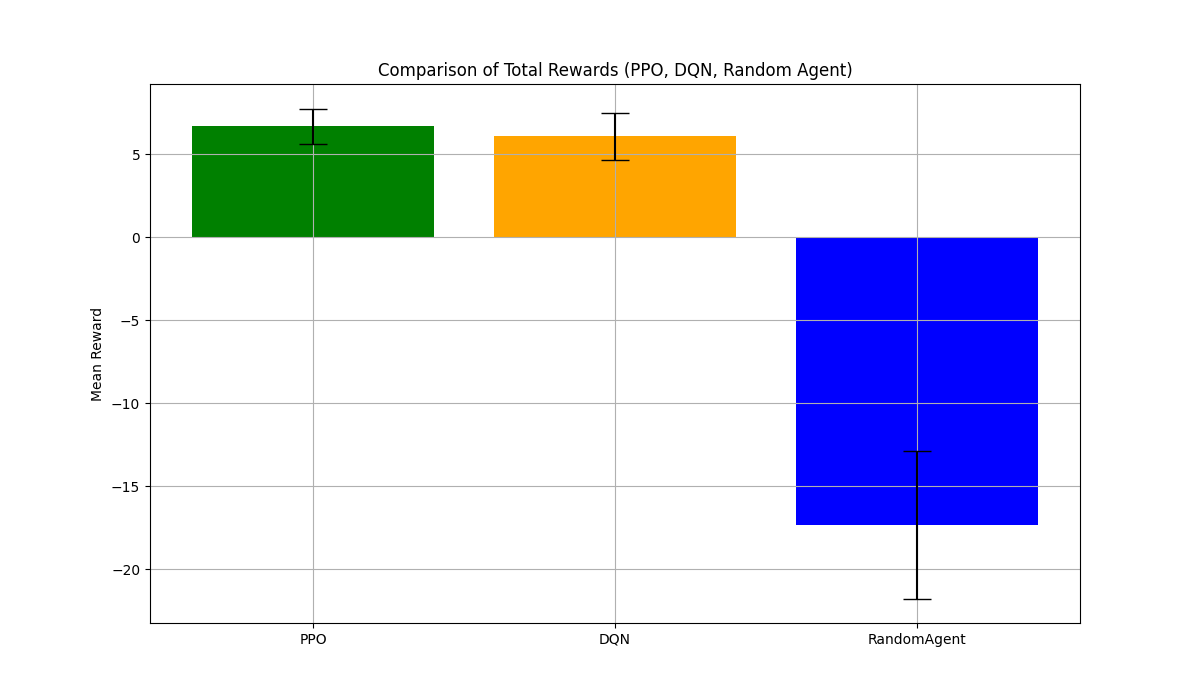 Comparison of Total Rewards (PPO, DQN, Random Agent)
Mean Reward
5
0
−5
−10
−15
−20
PPO
DQN
RandomAgent